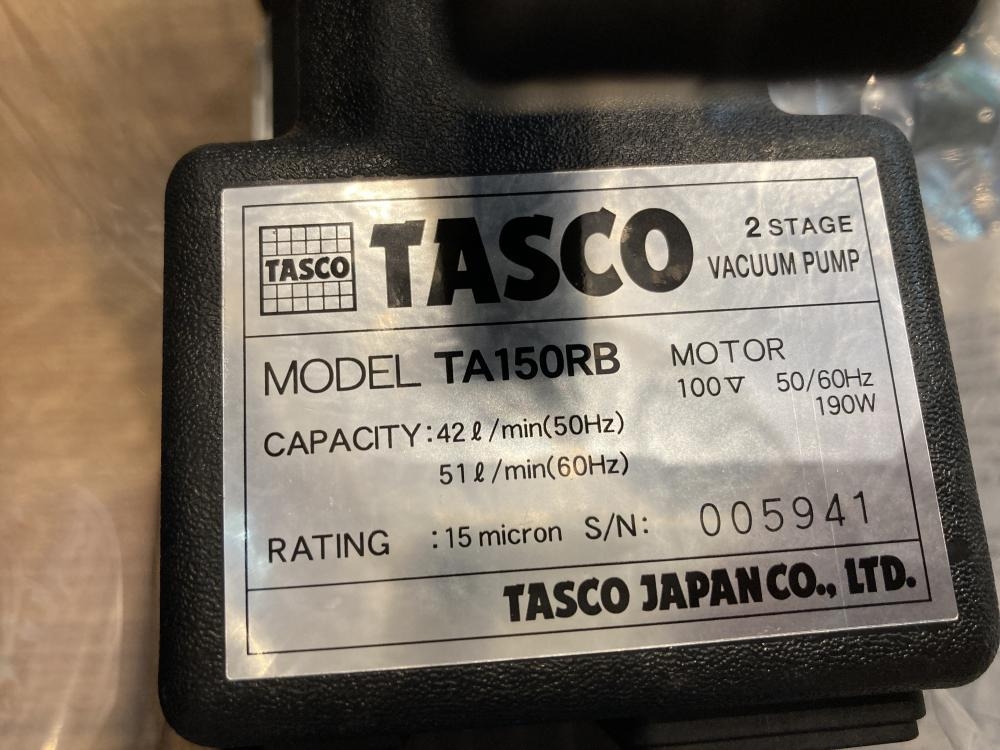 TASCO
TASCO
2 STAGE
VACUUM PUMP
MODEL TA150RB
MOTOR
100V 50/60Hz
190W
CAPACITY:42ℓ/min(50Hz)
51ℓ/min(60Hz)
RATING :15 micron S/N: 005941
TASCO JAPAN CO., LTD.